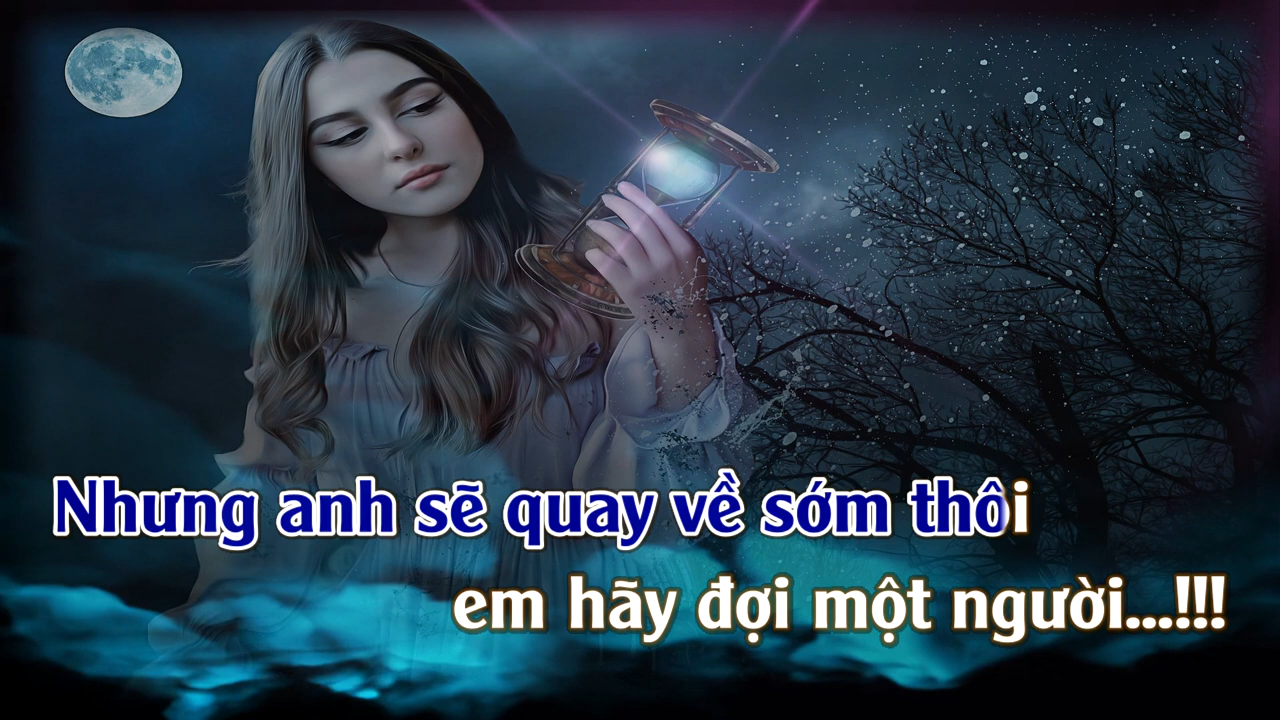 Nhưng anh sẽ quay về sớm thôi
em hãy đợi một người...!!!